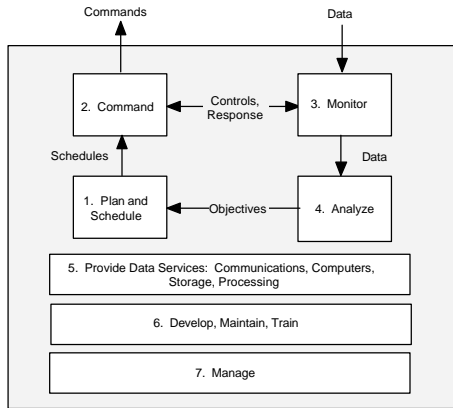 Commands
Data
2. Command
Controls,
Response
3. Monitor
Schedules
Data
1. Plan and
Schedule
Objectives
4. Analyze
5. Provide Data Services: Communications, Computers,
Storage, Processing
6. Develop, Maintain, Train
7. Manage